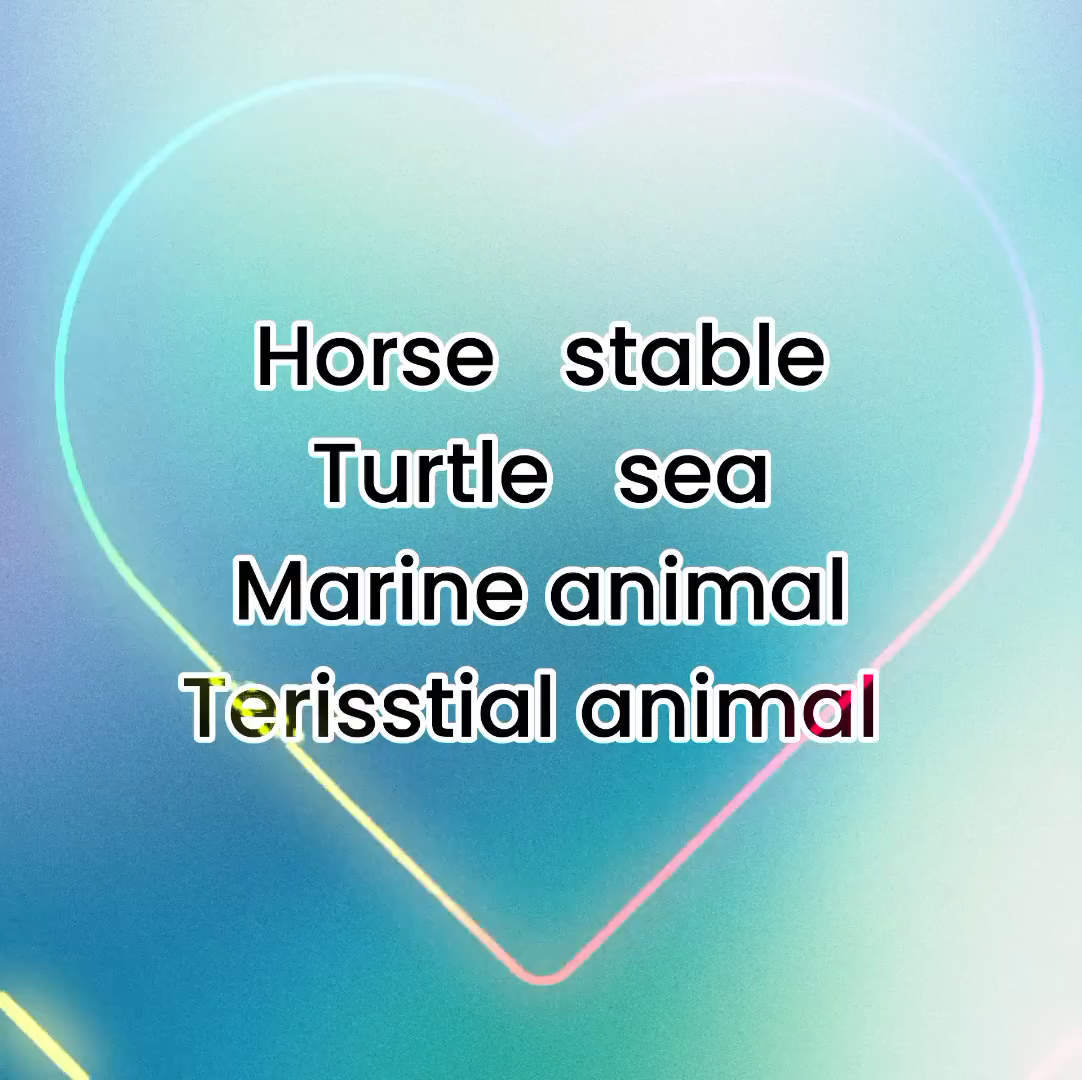 Horse stable
Turtle sea
Marine animal
Terisstial animal